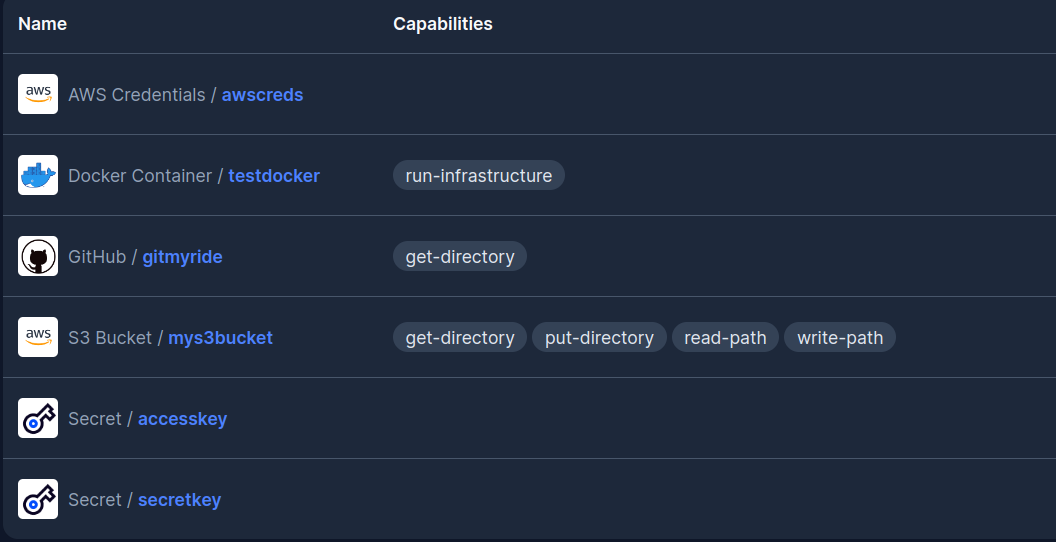 Name Capabilities
aws AWS Credentials / awscreds
Docker Container / testdocker run-infrastructure
GitHub / gitmyride get-directory
aws S3 Bucket / mys3bucket get-directory put-directory read-path write-path
Secret / accesskey
Secret / secretkey